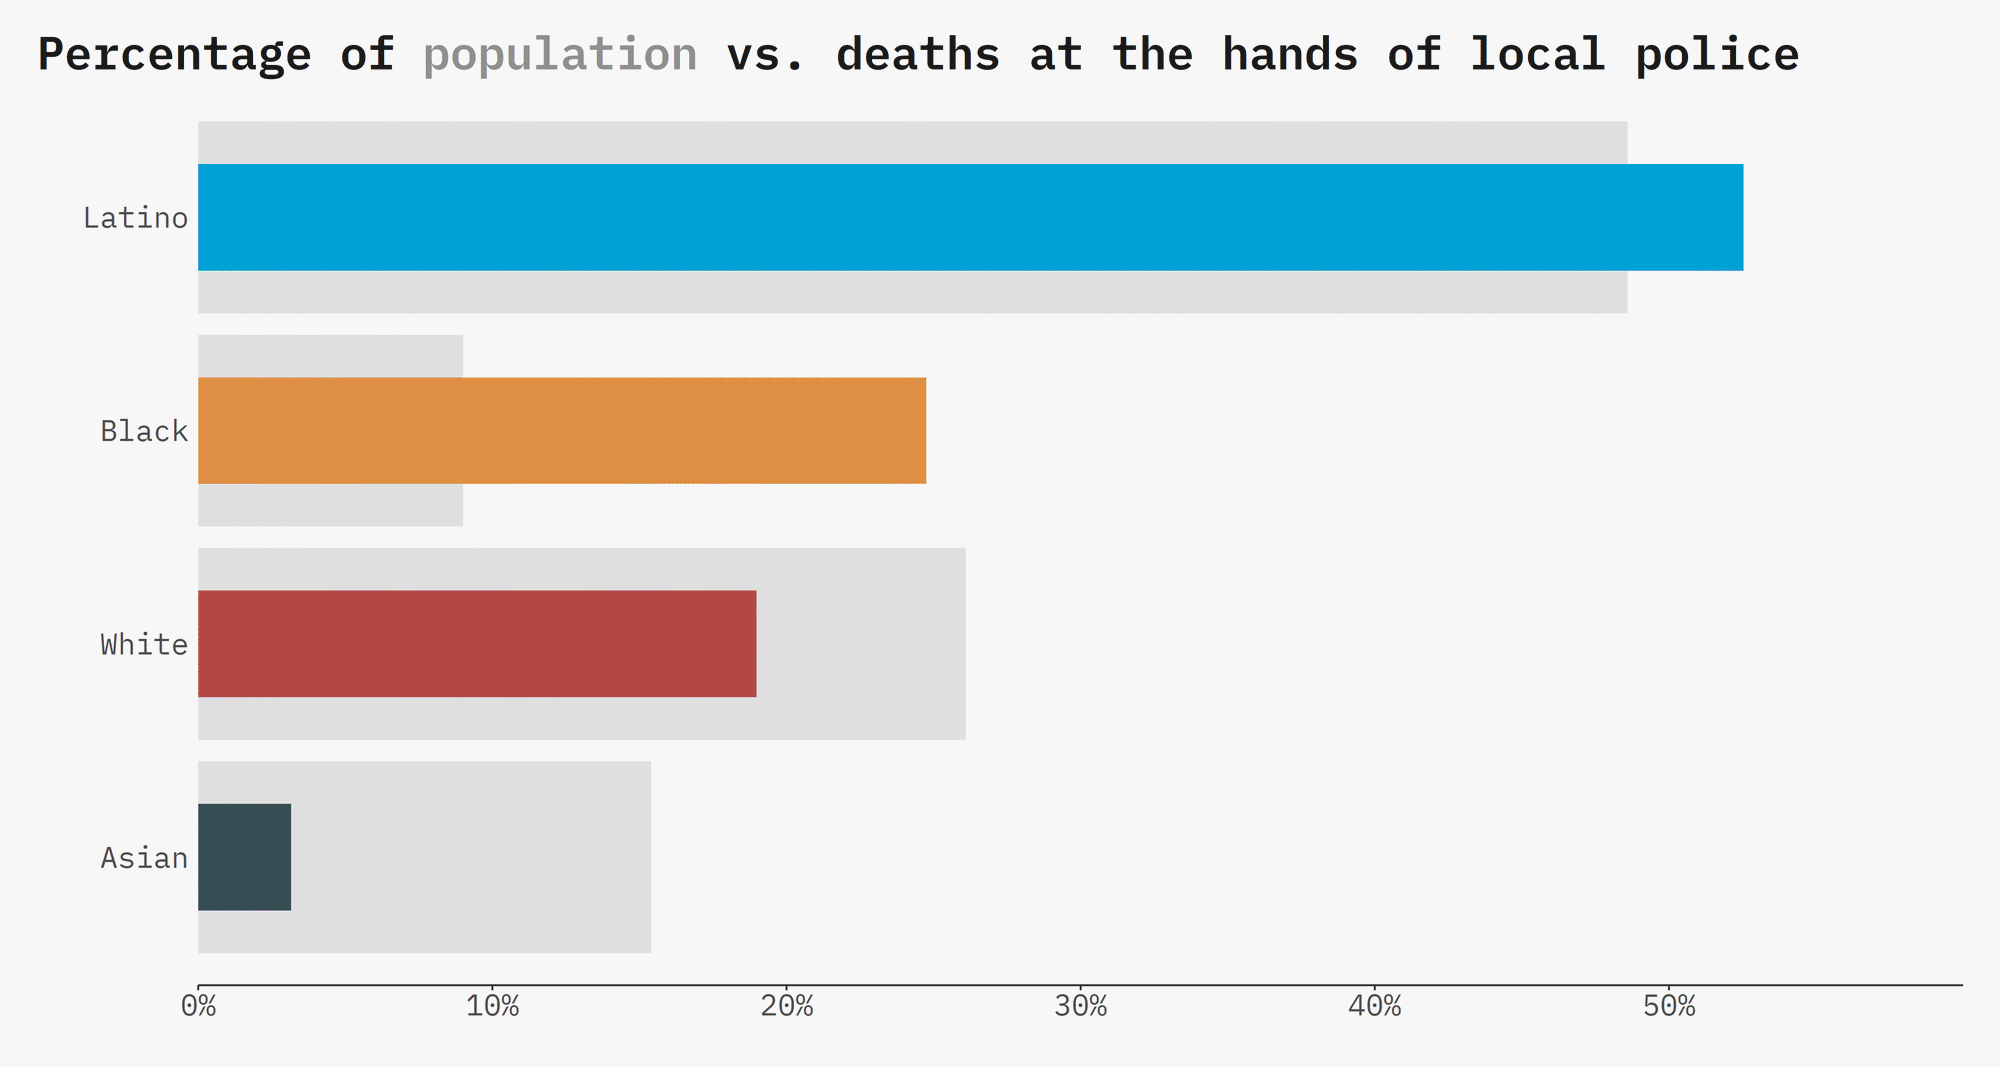 Percentage of population vs. deaths at the hands of local police
Latino
Black
White
Asian
0% 10% 20% 30% 40% 50%